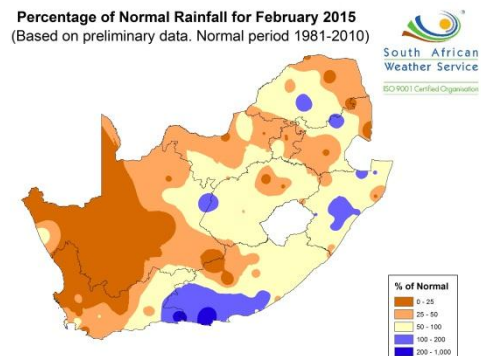 Percentage of Normal Rainfall for February 2015
(Based on preliminary data. Normal period 1981-2010)
South African
Weather Service
ISO 9001 Certified Organisation
% of Normal
0 - 25
25 - 50
50 - 100
100 - 200
200 - 1,000